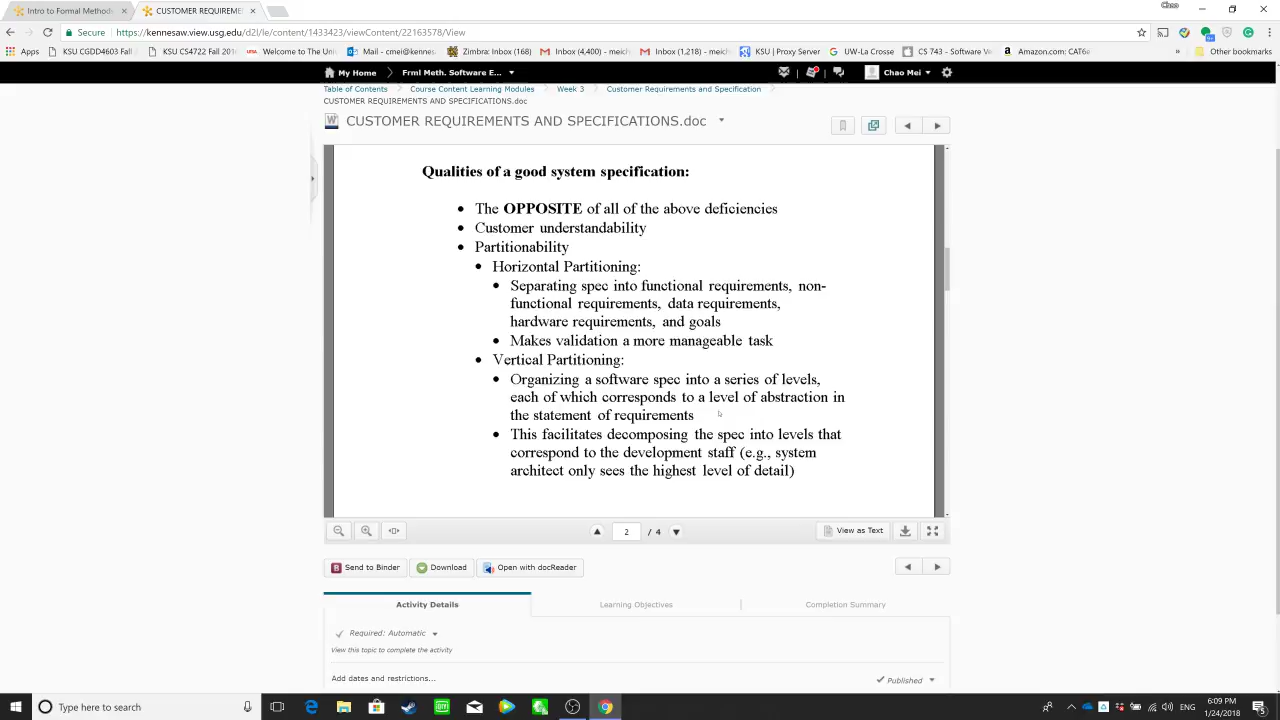 Chao
Intro to Formal Methods
CUSTOMER REQUIREME
Secure
https://kennesaw.view.usg.edu/d2l/le/content/1433423/viewContent/22163578/View
Apps
KSU CGDD4603 Fall
KSU CS4722 Fall 201
Welcome to The Uni
Mail - cmei@kennes
Zimbra: Inbox (168)
Inbox (4,400) - meich
Inbox (1,218) - meich
KSU | Proxy Server
UW-La Crosse
CS 743 - Software V
Amazon.com: CAT6e
»
Other bookmarks
My Home
Frml Meth. Software E...
Chao Mei
Table of Contents
Course Content Learning Modules
Week 3
Customer Requirements and Specification
CUSTOMER REQUIREMENTS AND SPECIFICATIONS.doc
CUSTOMER REQUIREMENTS AND SPECIFICATIONS.doc
Qualities of a good system specification:
• The OPPOSITE of all of the above deficiencies
• Customer understandability
• Partitionability
• Horizontal Partitioning:
• Separating spec into functional requirements, non-
functional requirements, data requirements,
hardware requirements, and goals
• Makes validation a more manageable task
• Vertical Partitioning:
• Organizing a software spec into a series of levels,
each of which corresponds to a level of abstraction in
the statement of requirements
• This facilitates decomposing the spec into levels that
correspond to the development staff (e.g., system
architect only sees the highest level of detail)
2 / 4
View as Text
Send to Binder
Download
Open with docReader
Activity Details
Learning Objectives
Completion Summary
Required: Automatic
View this topic to complete the activity
Add dates and restrictions...
Published
Type here to search
6:09 PM
1/24/2018